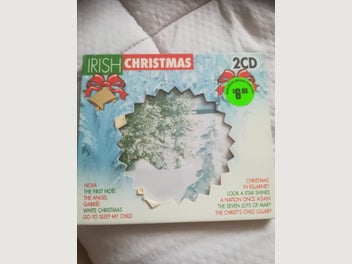 IRISH CHRISTMAS
2CD
$6.99
NOVA
THE FIRST NOËL
THE ANGEL
GABRIEL
WHITE CHRISTMAS
GO TO SLEEP MY CHILD
CHRISTMAS
IN KILLARNEY
LOOK A STAR SHINES
A NATION ONCE AGAIN
THE SEVEN JOYS OF MARY
THE CHRIST'S CHILD LULLABY